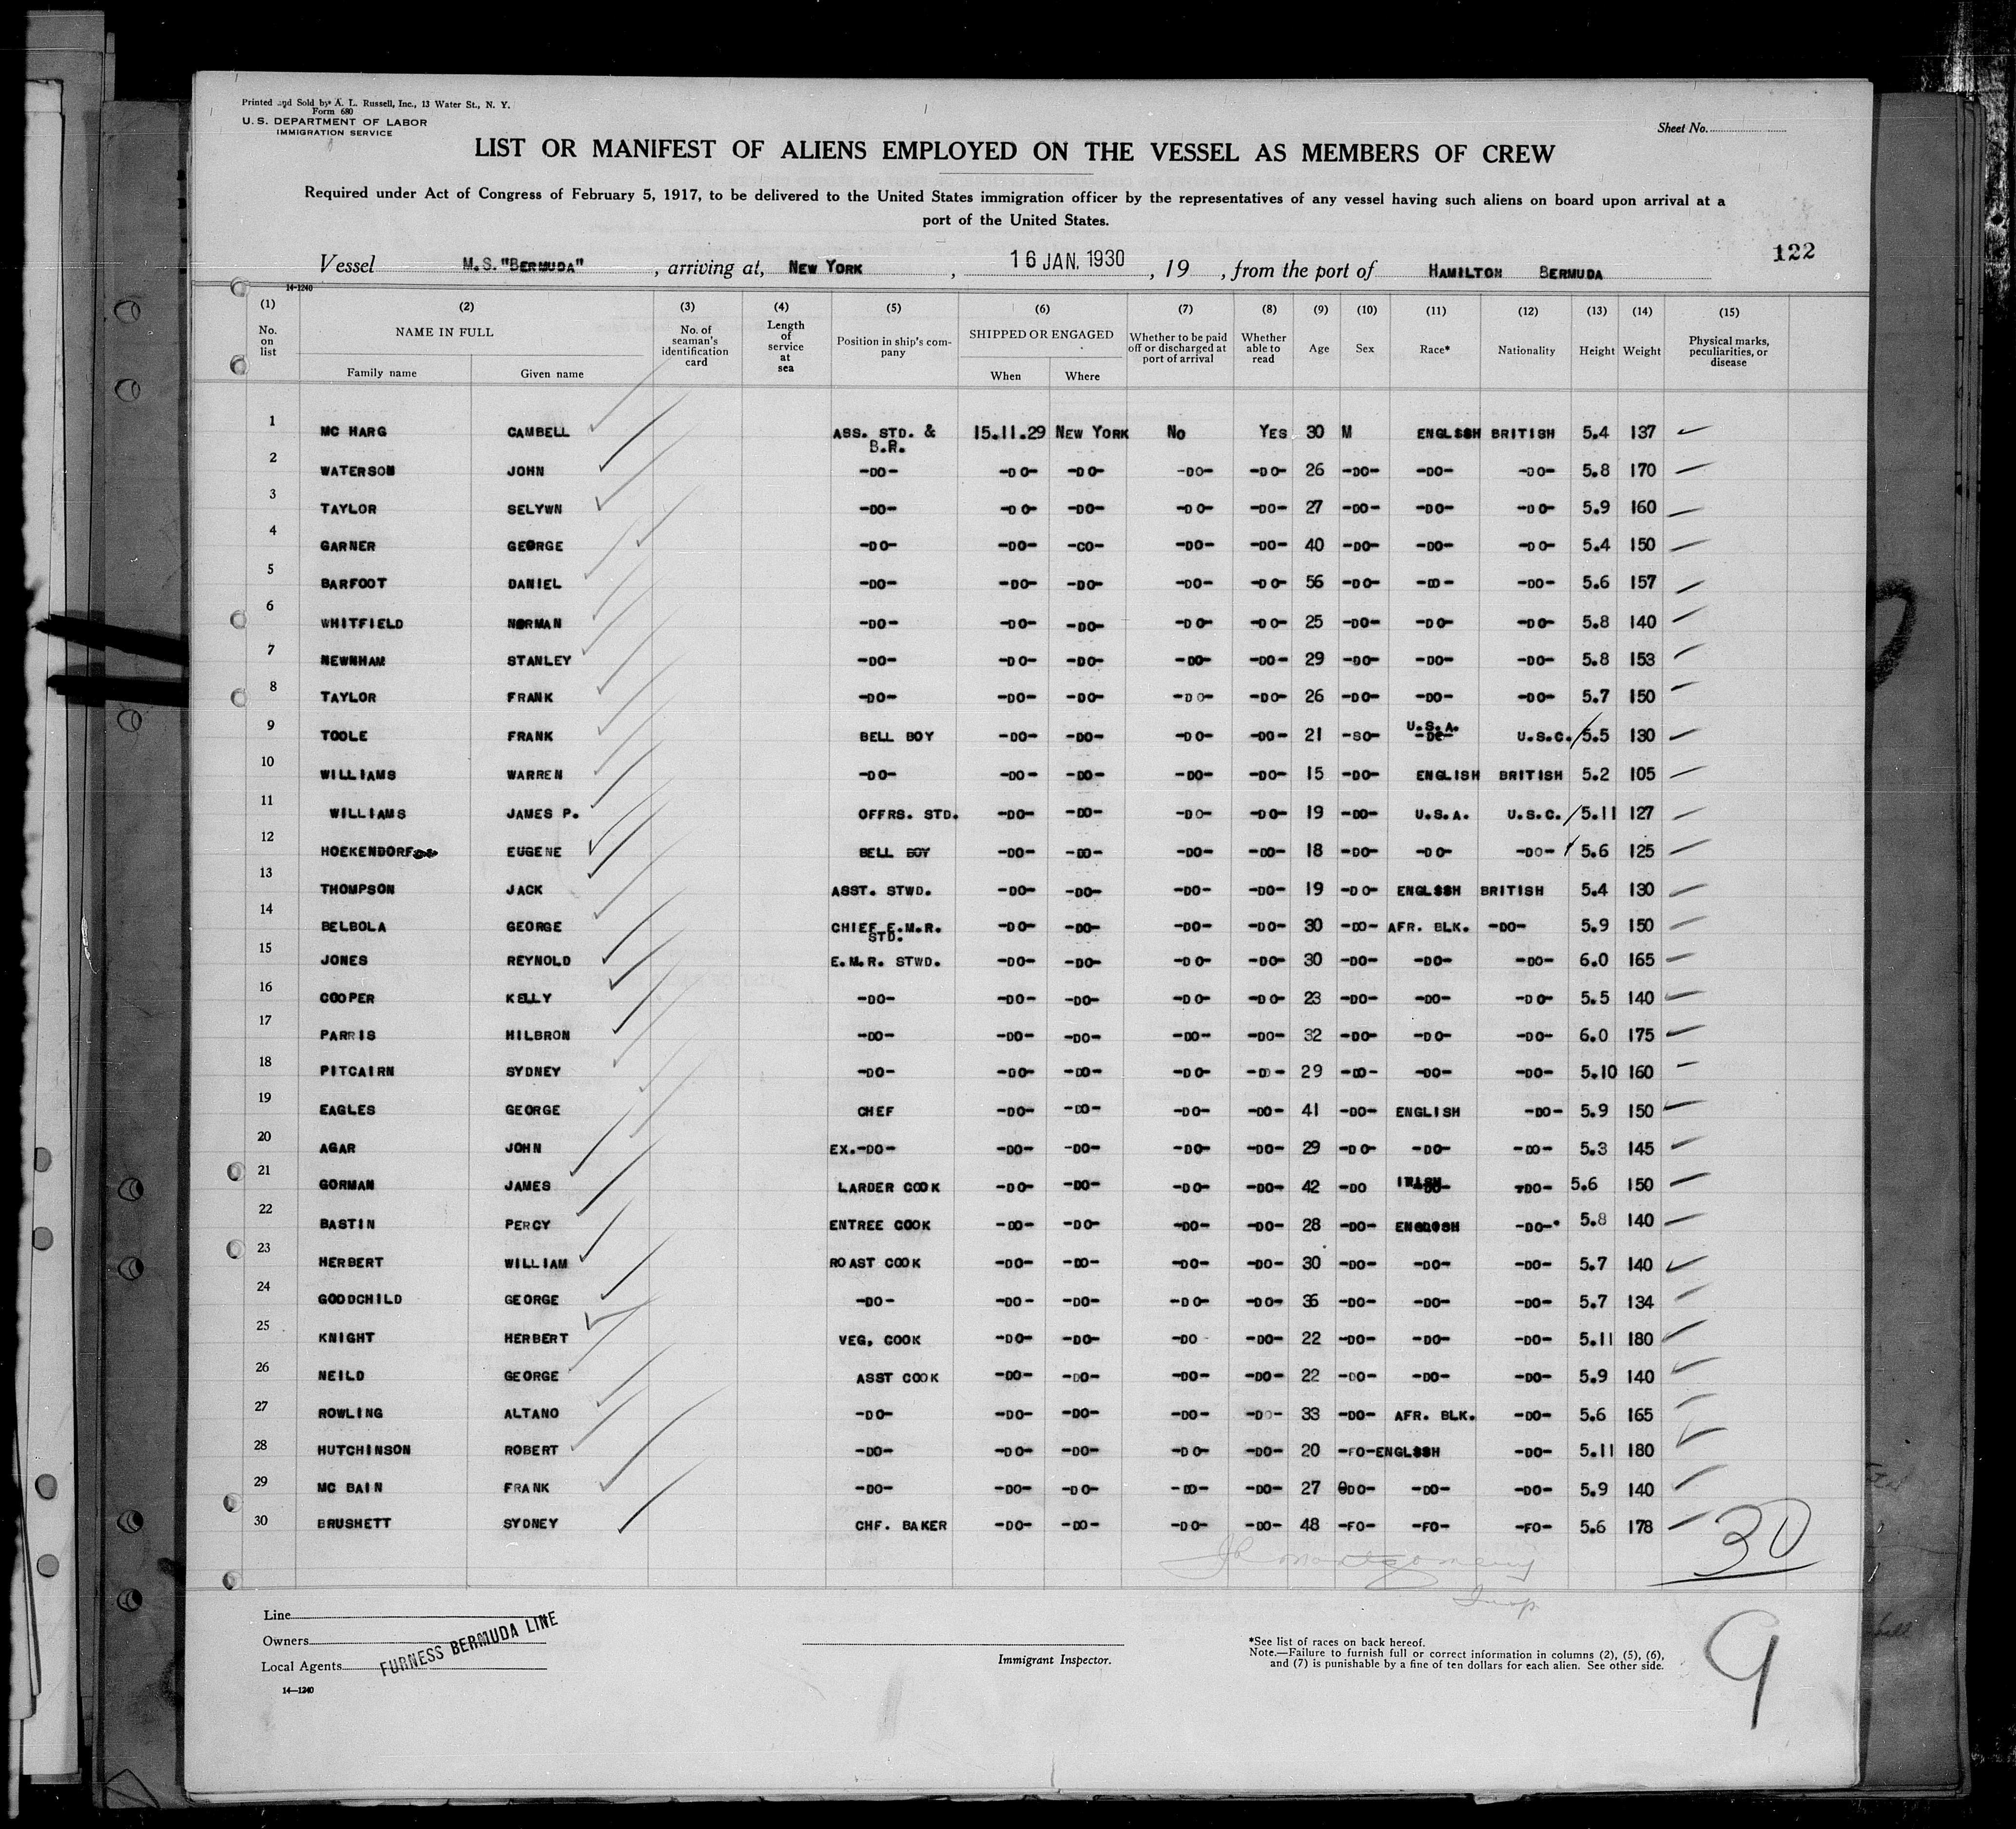 Printed and Sold by A. L. Russell, Inc., 13 Water St., N. Y.
Form 680
U. S. DEPARTMENT OF LABOR
IMMIGRATION SERVICE
Sheet No.
LIST OR MANIFEST OF ALIENS EMPLOYED ON THE VESSEL AS MEMBERS OF CREW
Required under Act of Congress of February 5, 1917, to be delivered to the United States immigration officer by the representatives of any vessel having such aliens on board upon arrival at a
port of the United States.
122
Vessel M.S."BERMUDA", arriving at, NEW YORK, 16 JAN. 1930, 19 , from the port of HAMILTON BERMUDA
14-1240
(1) (2) (3) (4) (5) (6) (7) (8) (9) (10) (11) (12) (13) (14) (15)
No. on list NAME IN FULL Family name Given name No. of seaman's identification card Length of service at sea Position in ship's company SHIPPED OR ENGAGED When Where Whether to be paid off or discharged at port of arrival Whether able to read Age Sex Race* Nationality Height Weight Physical marks, peculiarities, or disease
1 MC HARG CAMBELL ASS. STD. & B.R. 15.11.29 NEW YORK NO YES 30 M ENGLSSH BRITISH 5.4 137
2 WATERSON JOHN -DO- -DO- -DO- -DO- -DO- 26 -DO- -DO- -DO- 5.8 170
3 TAYLOR SELYWN -DO- -DO- -DO- -DO- -DO- 27 -DO- -DO- -DO- 5.9 160
4 GARNER GEORGE -DO- -DO- -CO- -DO- -DO- 40 -DO- -DO- -DO- 5.4 150
5 BARFOOT DANIEL -DO- -DO- -DO- -DO- -DO- 56 -DO- -DO- -DO- 5.6 157
6 WHITFIELD NORMAN -DO- -DO- -DO- -DO- -DO- 25 -DO- -DO- -DO- 5.8 140
7 NEWNHAM STANLEY -DO- -DO- -DO- -DO- -DO- 29 -DO- -DO- -DO- 5.8 153
8 TAYLOR FRANK -DO- -DO- -DO- -DO- -DO- 26 -DO- -DO- -DO- 5.7 150
9 TOOLE FRANK BELL BOY -DO- -DO- -DO- -DO- 21 -SO- U.S.A. U.S.C. 5.5 130
10 WILLIAMS WARREN -DO- -DO- -DO- -DO- -DO- 15 -DO- ENGLISH BRITISH 5.2 105
11 WILLIAMS JAMES P. OFFRS. STD. -DO- -DO- -DO- -DO- 19 -DO- U.S.A. U.S.C. 5.11 127
12 HOEKENDORF EUGENE BELL BOY -DO- -DO- -DO- -DO- 18 -DO- -DO- -DO- 5.6 125
13 THOMPSON JACK ASST. STWD. -DO- -DO- -DO- -DO- 19 -DO- ENGLSSH BRITISH 5.4 130
14 BELBOLA GEORGE CHIEF E.M.R. STD. -DO- -DO- -DO- -DO- 30 -DO- AFR. BLK. -DO- 5.9 150
15 JONES REYNOLD E.M.R. STWD. -DO- -DO- -DO- -DO- 30 -DO- -DO- -DO- 6.0 165
16 COOPER KELLY -DO- -DO- -DO- -DO- -DO- 23 -DO- -DO- -DO- 5.5 140
17 PARRIS HILBRON -DO- -DO- -DO- -DO- -DO- 32 -DO- -DO- -DO- 6.0 175
18 PITCAIRN SYDNEY -DO- -DO- -DO- -DO- -DO- 29 -DO- -DO- -DO- 5.10 160
19 EAGLES GEORGE CHEF -DO- -DO- -DO- -DO- 41 -DO- ENGLISH -DO- 5.9 150
20 AGAR JOHN EX.-DO- -DO- -DO- -DO- -DO- 29 -DO- -DO- -DO- 5.3 145
21 GORMAN JAMES LARDER COOK -DO- -DO- -DO- -DO- 42 -DO IRISH -DO- 5.6 150
22 BASTIN PERCY ENTREE COOK -DO- -DO- -DO- -DO- 28 -DO- ENGLISH -DO- 5.8 140
23 HERBERT WILLIAM ROAST COOK -DO- -DO- -DO- -DO- 30 -DO- -DO- -DO- 5.7 140
24 GOODCHILD GEORGE -DO- -DO- -DO- -DO- -DO- 36 -DO- -DO- -DO- 5.7 134
25 KNIGHT HERBERT VEG, COOK -DO- -DO- -DO -DO- 22 -DO- -DO- -DO- 5.11 180
26 NEILD GEORGE ASST COOK -DO- -DO- -DO- -DO- 22 -DO- -DO- -DO- 5.9 140
27 ROWLING ALTANO -DO- -DO- -DO- -DO- -DO- 33 -DO- AFR. BLK. -DO- 5.6 165
28 HUTCHINSON ROBERT -DO- -DO- -DO- -DO- -DO- 20 -FO- ENGLSSH -DO- 5.11 180
29 MC BAIN FRANK -DO- -DO- -DO- -DO- -DO- 27 -DO- -DO- -DO- 5.9 140
30 BRUSHETT SYDNEY CHF. BAKER -DO- -DO- -DO- -DO- 48 -FO- -FO- -FO- 5.6 178
30
Montgomery
Insp
Line
Owners
Local Agents
FURNESS BERMUDA LINE
14—1240
Immigrant Inspector.
*See list of races on back hereof.
Note.—Failure to furnish full or correct information in columns (2), (5), (6),
and (7) is punishable by a fine of ten dollars for each alien. See other side.
9